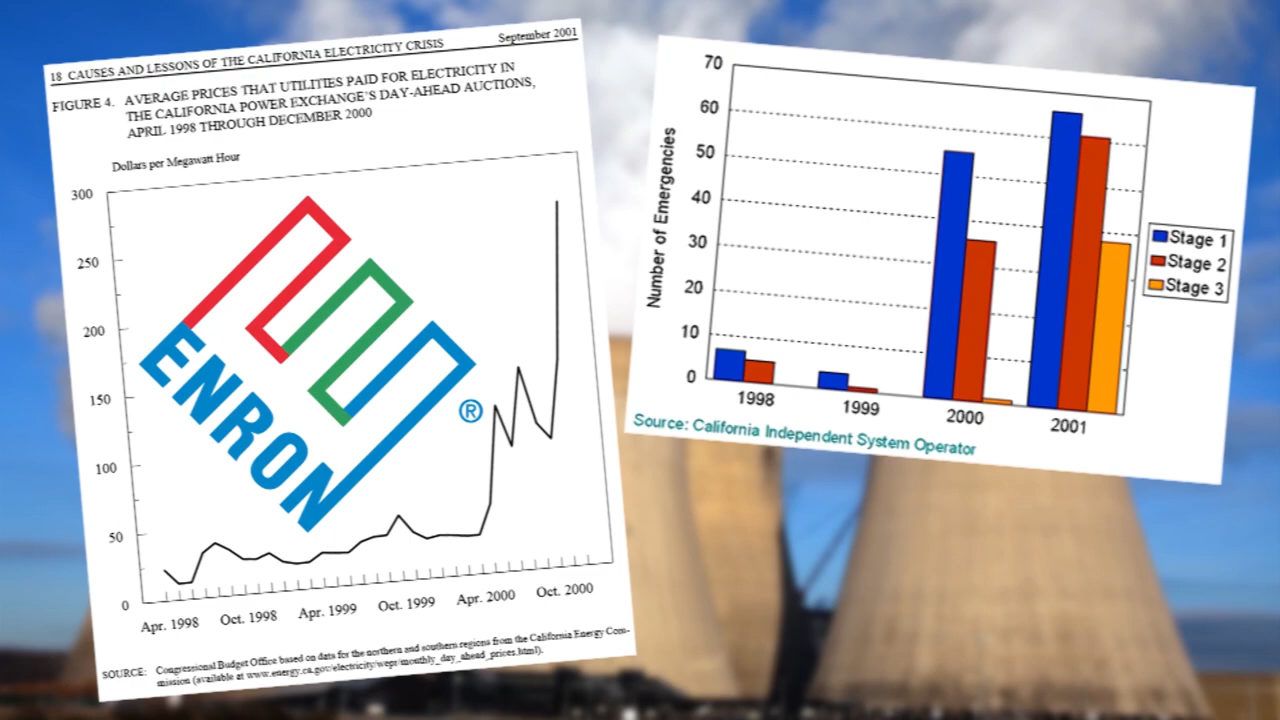 18 CAUSES AND LESSONS OF THE CALIFORNIA ELECTRICITY CRISIS September 2001
FIGURE 4. AVERAGE PRICES THAT UTILITIES PAID FOR ELECTRICITY IN
THE CALIFORNIA POWER EXCHANGE'S DAY-AHEAD AUCTIONS,
APRIL 1998 THROUGH DECEMBER 2000
Dollars per Megawatt Hour
300
250
200
150
100
50
0
ENRON
®
Apr. 1998 Oct. 1998 Apr. 1999 Oct. 1999 Apr. 2000 Oct. 2000
SOURCE: Congressional Budget Office based on data for the northern and southern regions from the California Energy Com-
mission (available at www.energy.ca.gov/electricity/wepr/monthly_day_ahead_prices.html).
Number of Emergencies
70
60
50
40
30
20
10
0
1998 1999 2000 2001
Stage 1
Stage 2
Stage 3
Source: California Independent System Operator